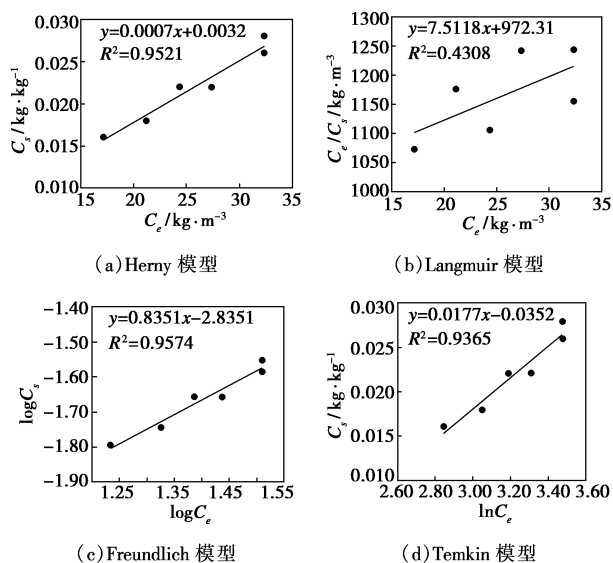 y=0.0007x+0.0032
R²=0.9521
0.030
0.025
0.020
0.015
0.010
15 20 25 30 35
C_s/kg·kg⁻¹
C_e/kg·m⁻³
(a)Herny 模型
y=7.5118x+972.31
R²=0.4308
1300
1250
1200
1150
1100
1050
1000
15 20 25 30 35
C_e/C_s/kg·m⁻³
C_e/kg·m⁻³
(b)Langmuir 模型
y=0.8351x−2.8351
R²=0.9574
−1.40
−1.50
−1.60
−1.70
−1.80
−1.90
1.25 1.35 1.45 1.55
logC_s
logC_e
(c)Freundlich 模型
y=0.0177x−0.0352
R²=0.9365
0.030
0.025
0.020
0.015
0.010
2.60 3.00 3.40 3.60
C_s/kg·kg⁻¹
lnC_e
(d)Temkin 模型